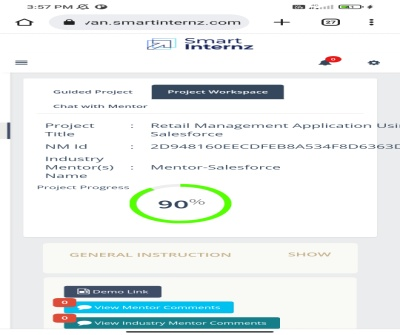 3:57 PM
van.smartinternz.com
27
Smart
Internz
0
Guided Project
Project Workspace
Chat with Mentor
Project Title : Retail Management Application Usi
Salesforce
NM Id : 2D948160EECDFEB8A534F8D6363D
Industry
Mentor(s) : Mentor-Salesforce
Name
Project Progress
90%
GENERAL INSTRUCTION SHOW
Demo Link
0
View Mentor Comments
0
View Industry Mentor Comments